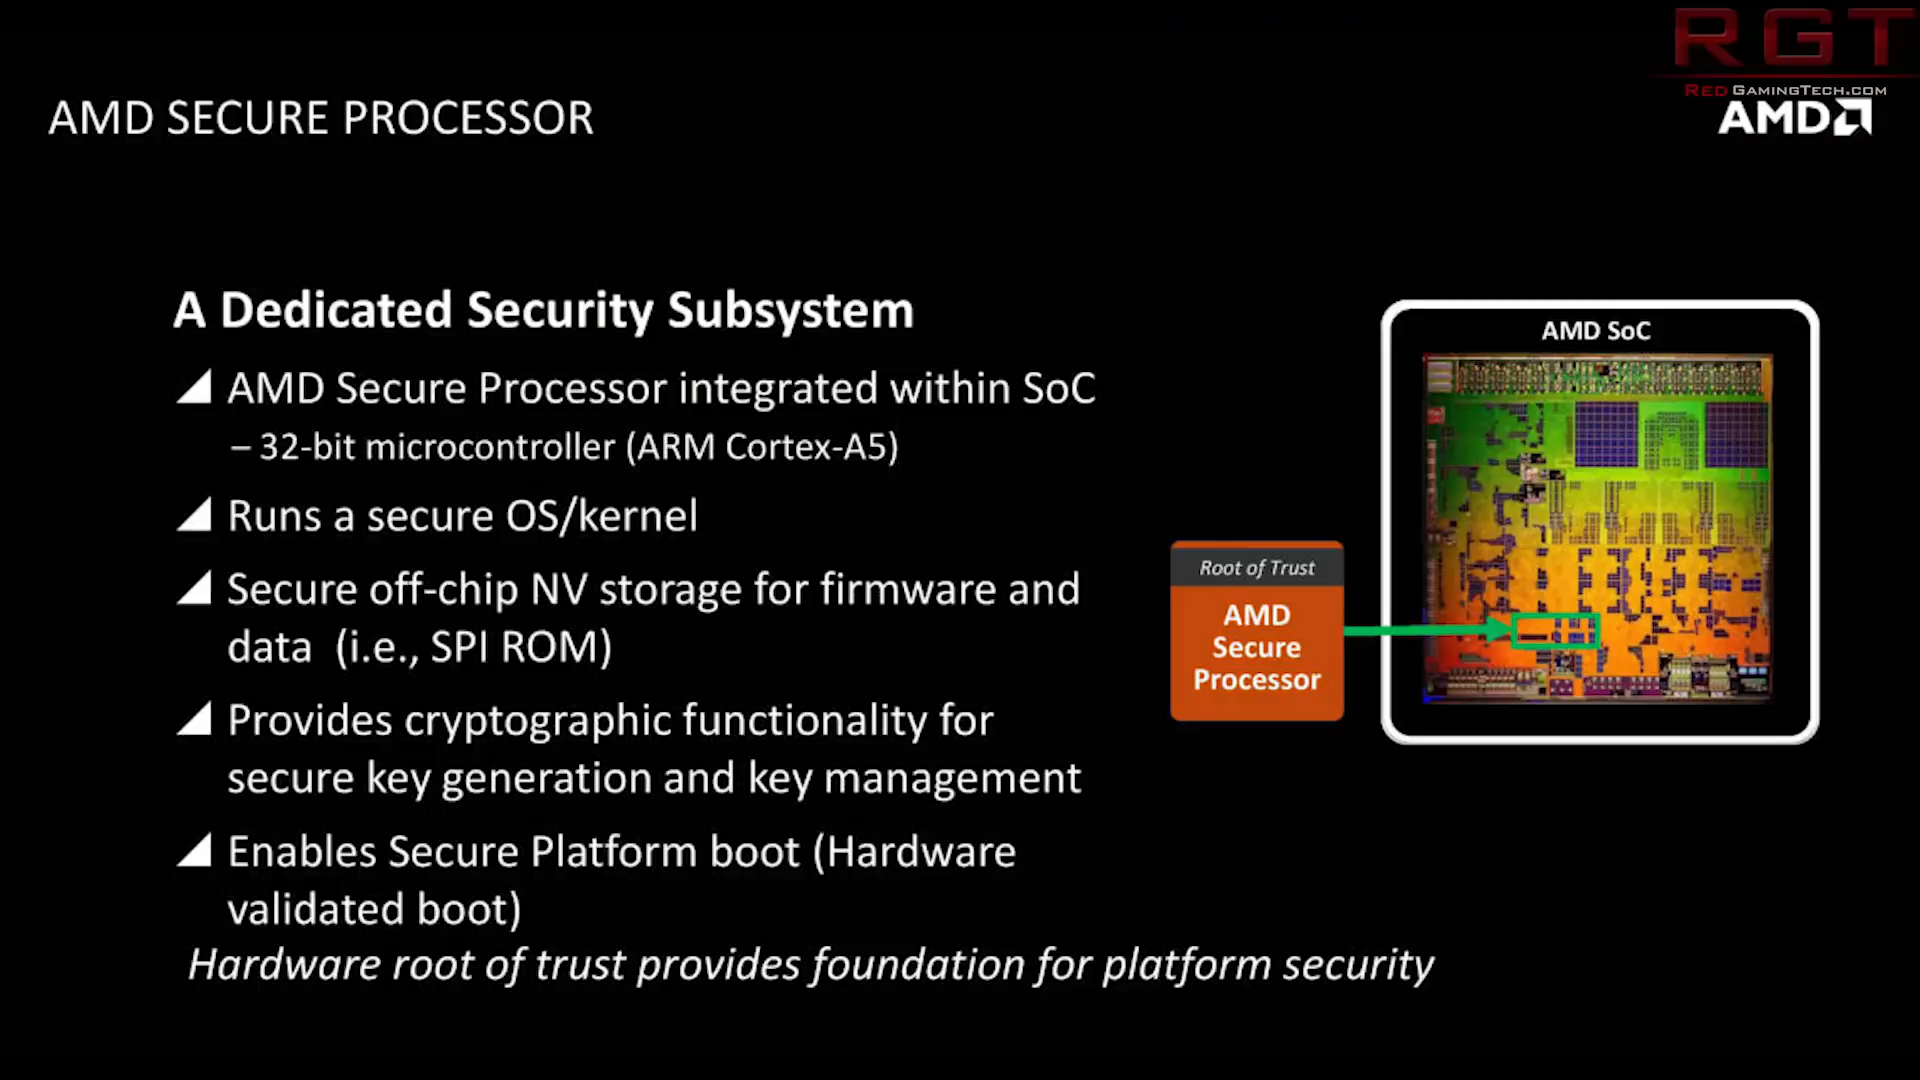 RGT
RED GAMINGTECH.COM
AMD SECURE PROCESSOR
AMD
A Dedicated Security Subsystem
AMD Secure Processor integrated within SoC
– 32-bit microcontroller (ARM Cortex-A5)
Runs a secure OS/kernel
Secure off-chip NV storage for firmware and
data (i.e., SPI ROM)
Provides cryptographic functionality for
secure key generation and key management
Enables Secure Platform boot (Hardware
validated boot)
Hardware root of trust provides foundation for platform security
AMD SoC
Root of Trust
AMD
Secure
Processor